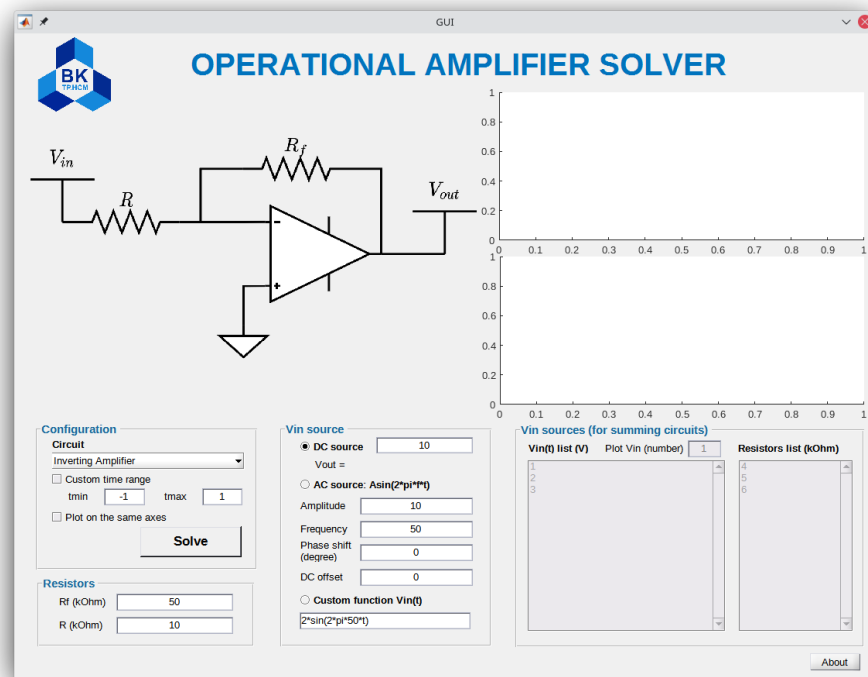 GUI
BK
TP.HCM
OPERATIONAL AMPLIFIER SOLVER
V_in
R
R_f
V_out
-
+
1
0.8
0.6
0.4
0.2
0
0 0.1 0.2 0.3 0.4 0.5 0.6 0.7 0.8 0.9 1
1
0.8
0.6
0.4
0.2
0
0 0.1 0.2 0.3 0.4 0.5 0.6 0.7 0.8 0.9 1
Configuration
Circuit
Inverting Amplifier
Custom time range
tmin -1 tmax 1
Plot on the same axes
Solve
Resistors
Rf (kOhm) 50
R (kOhm) 10
Vin source
DC source 10
Vout =
AC source: Asin(2*pi*f*t)
Amplitude 10
Frequency 50
Phase shift
(degree) 0
DC offset 0
Custom function Vin(t)
2*sin(2*pi*50*t)
Vin sources (for summing circuits)
Vin(t) list (V) Plot Vin (number) 1 Resistors list (kOhm)
1 4
2 5
3 6
About